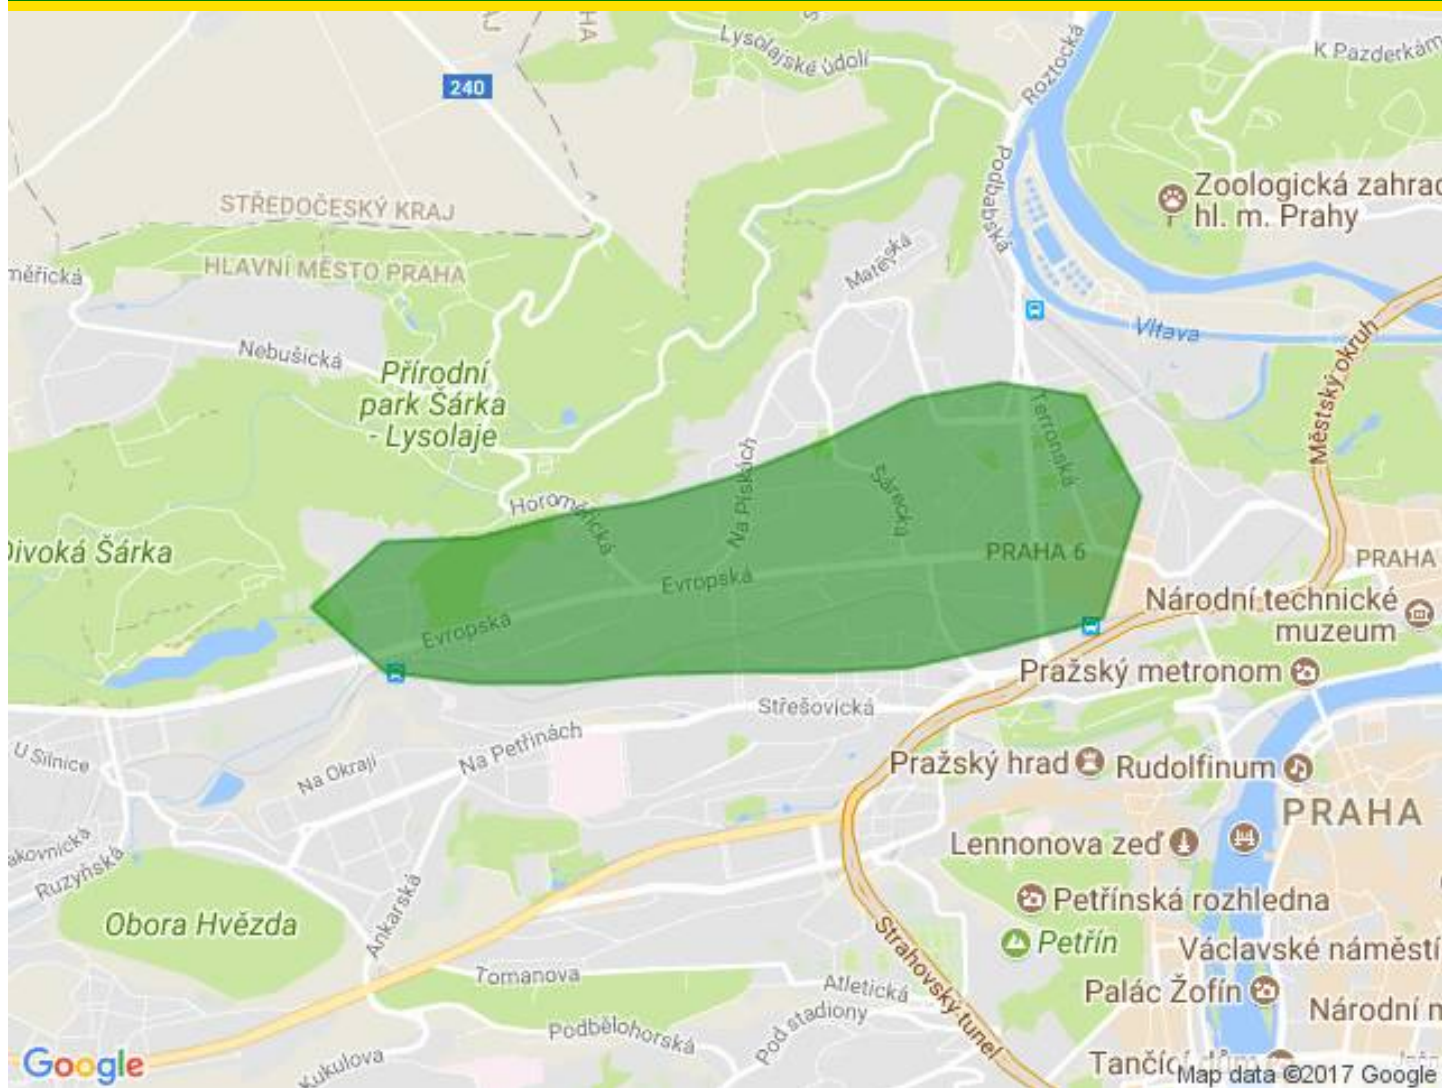 Lysolajské údolí
Roztocká
K Pazderkám
240
Podbabská
Zoologická zahrad
hl. m. Prahy
STŘEDOČESKÝ KRAJ
HLAVNÍ MĚSTO PRAHA
Matějská
měřická
Vltava
Nebušická
Přírodní
park Šárka
- Lysolaje
Městský okruh
Terronská
Na Pískách
Šárecká
Horoměřická
Divoká Šárka
PRAHA 6
PRAHA
Evropská
Evropská
Národní technické
muzeum
Pražský metronom
Střešovická
U Silnice
Na Okraji
Na Petřinách
Pražský hrad
Rudolfinum
PRAHA
Lennonova zeď
akovnická
Ruzyňská
Ankarská
Petřínská rozhledna
Obora Hvězda
Petřín
Václavské náměstí
Strahovský tunel
Tomanova
Atletická
Palác Žofín
Národní m
Podbělohorská
Pod stadiony
Kukulova
Google
Tančící dům
Map data ©2017 Google